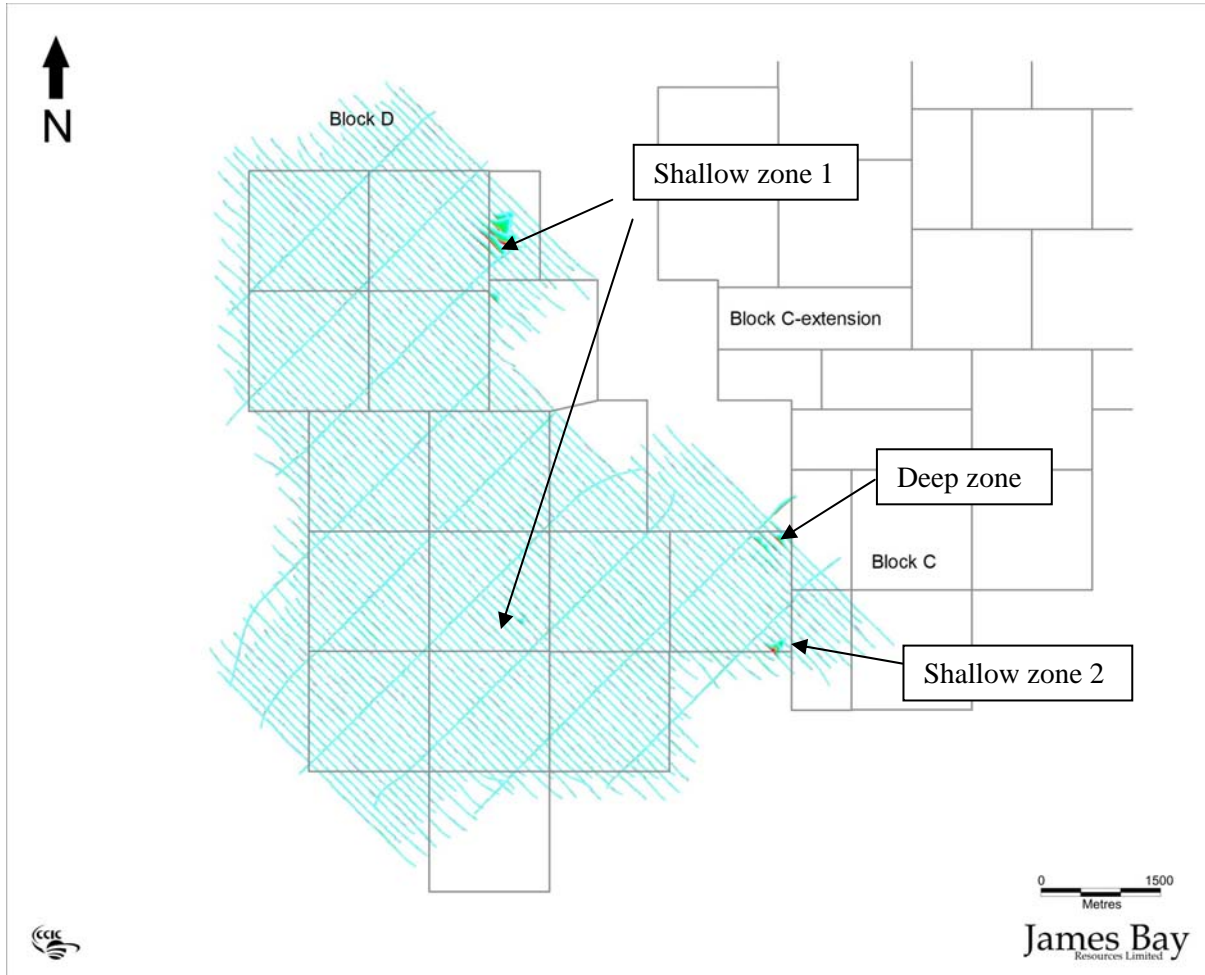 N
Block D
Shallow zone 1
Block C-extension
Deep zone
Block C
Shallow zone 2
0 1500
Metres
CCIC
James Bay
Resources Limited